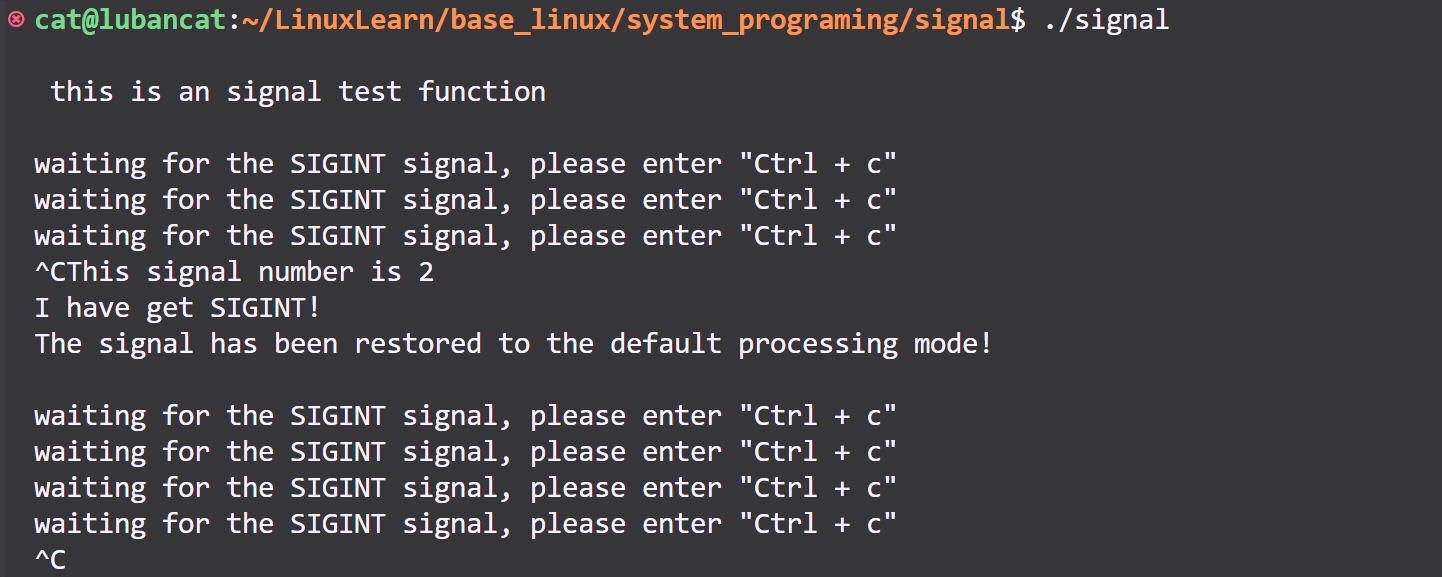 cat@lubancat:~/LinuxLearn/base_linux/system_programing/signal$ ./signal
this is an signal test function
waiting for the SIGINT signal, please enter "Ctrl + c"
waiting for the SIGINT signal, please enter "Ctrl + c"
waiting for the SIGINT signal, please enter "Ctrl + c"
^CThis signal number is 2
I have get SIGINT!
The signal has been restored to the default processing mode!
waiting for the SIGINT signal, please enter "Ctrl + c"
waiting for the SIGINT signal, please enter "Ctrl + c"
waiting for the SIGINT signal, please enter "Ctrl + c"
waiting for the SIGINT signal, please enter "Ctrl + c"
^C